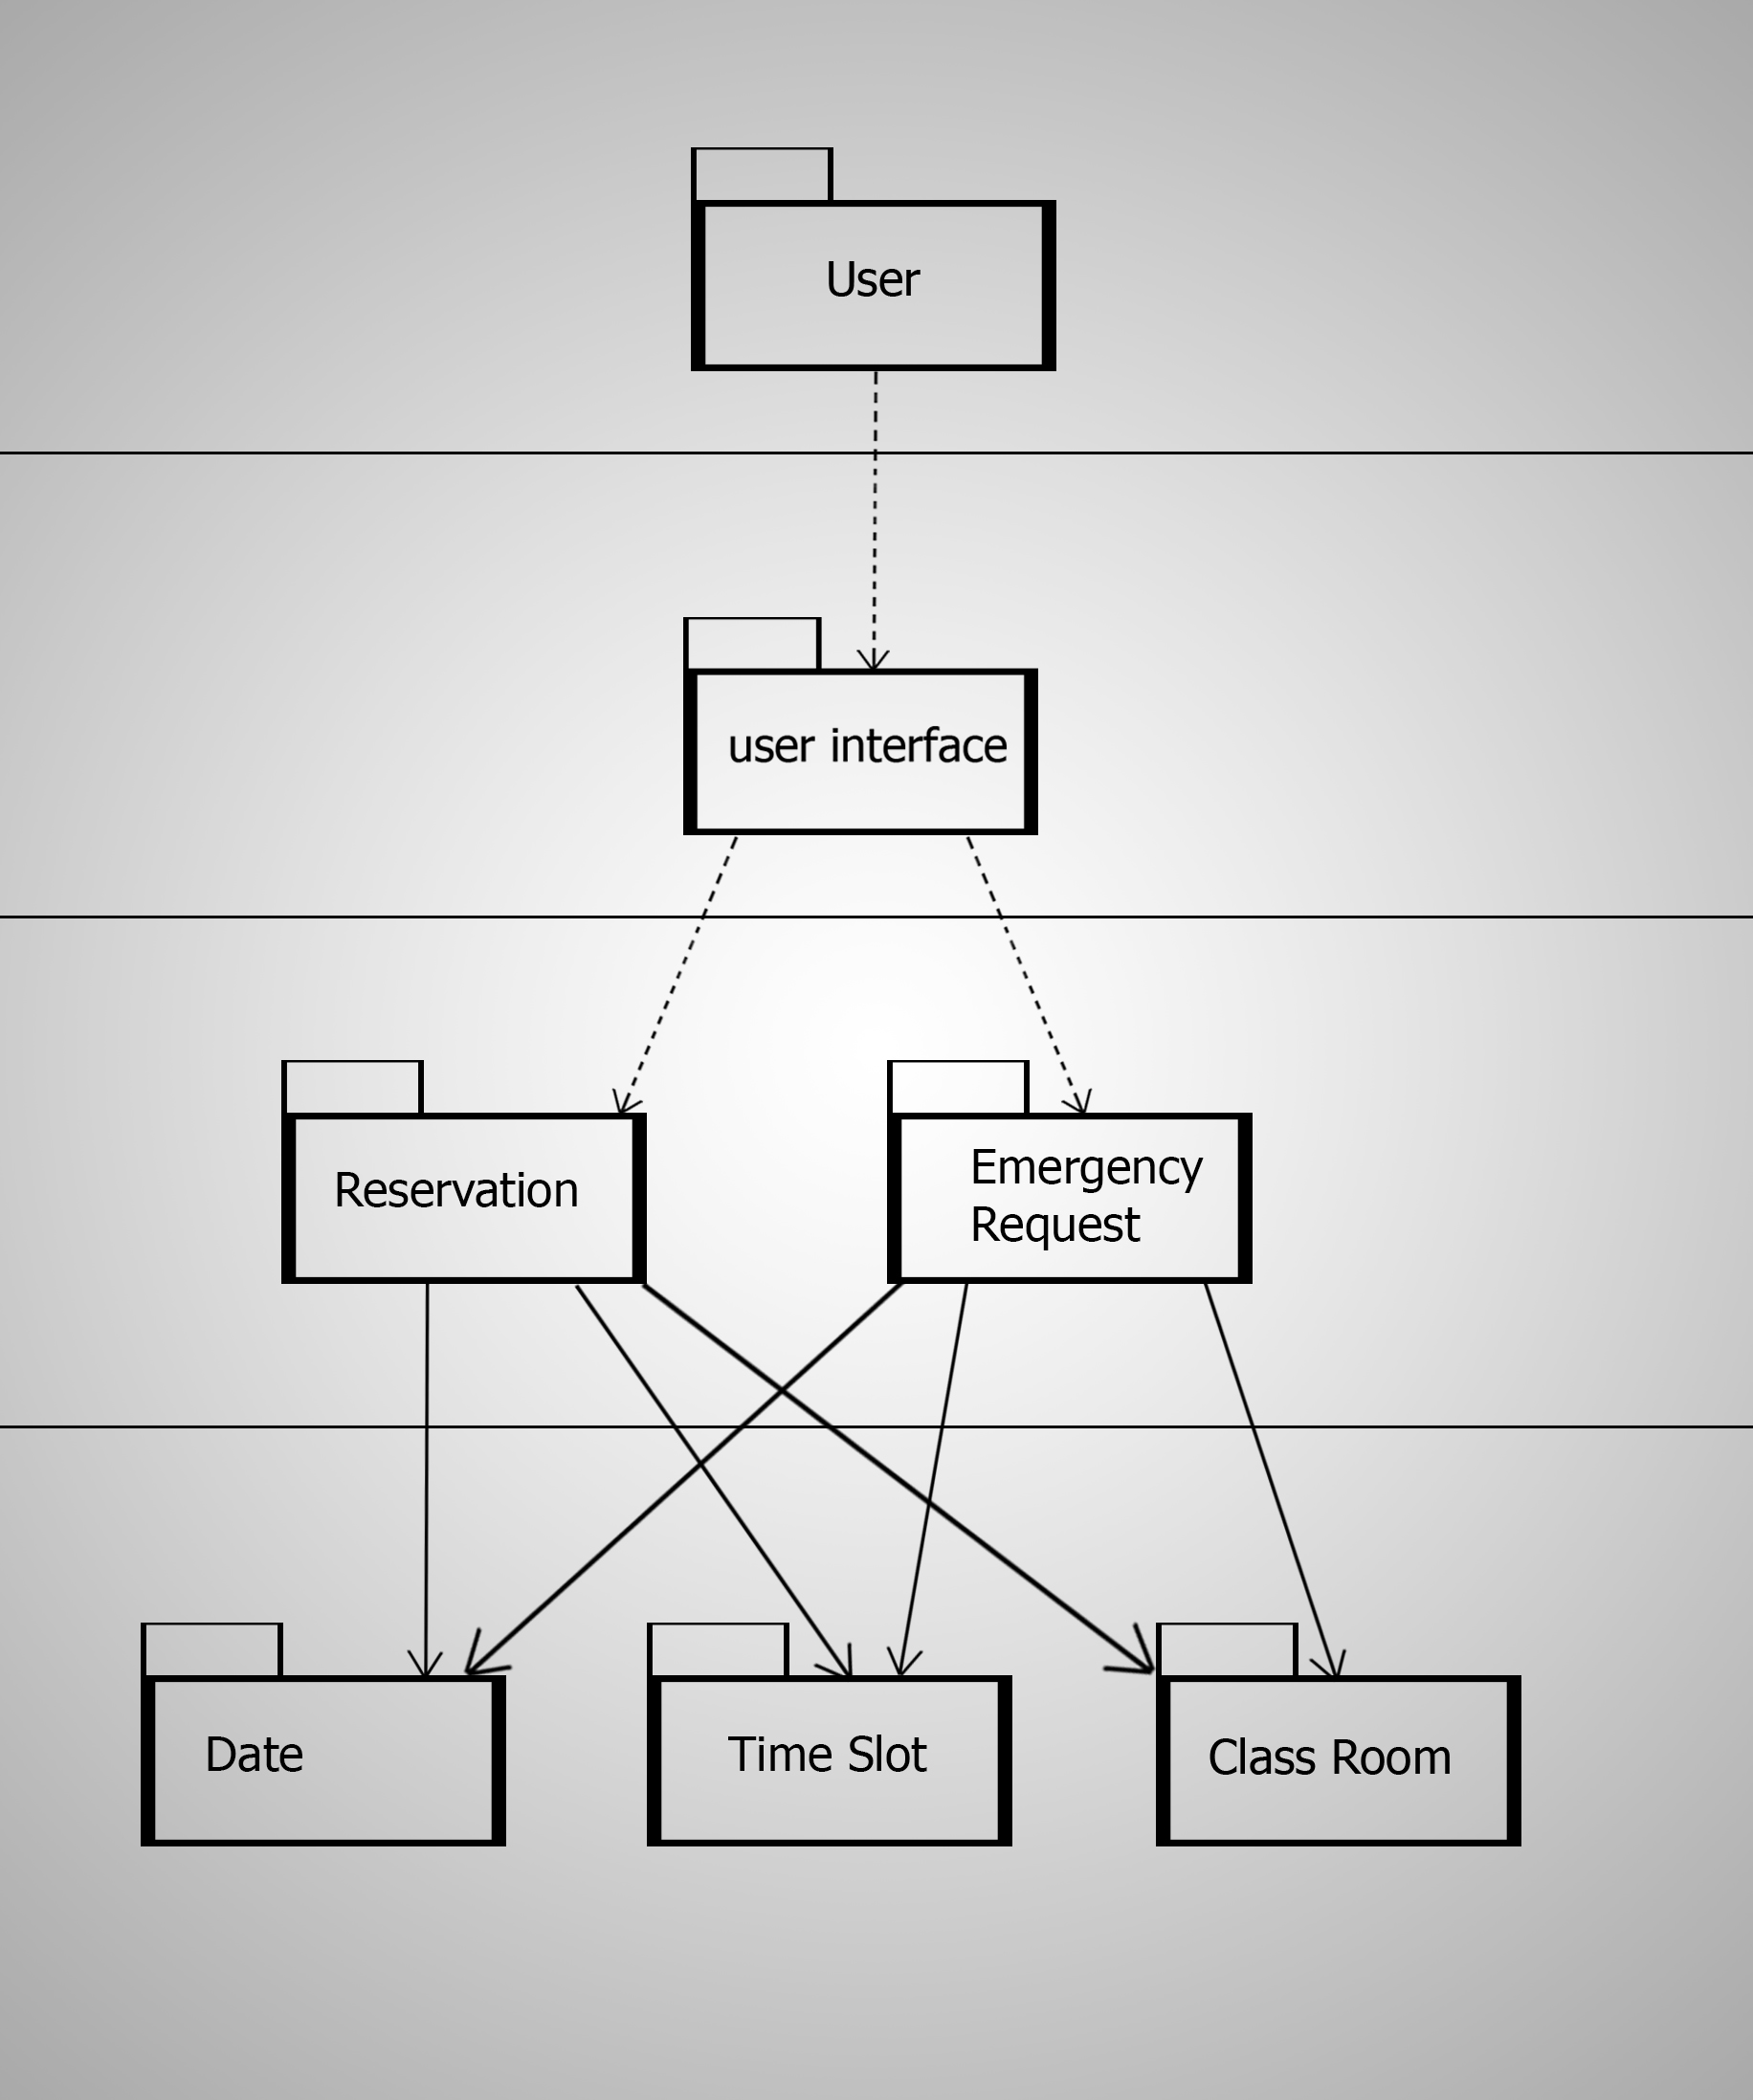 User
user interface
Reservation
Emergency
Request
Date
Time Slot
Class Room